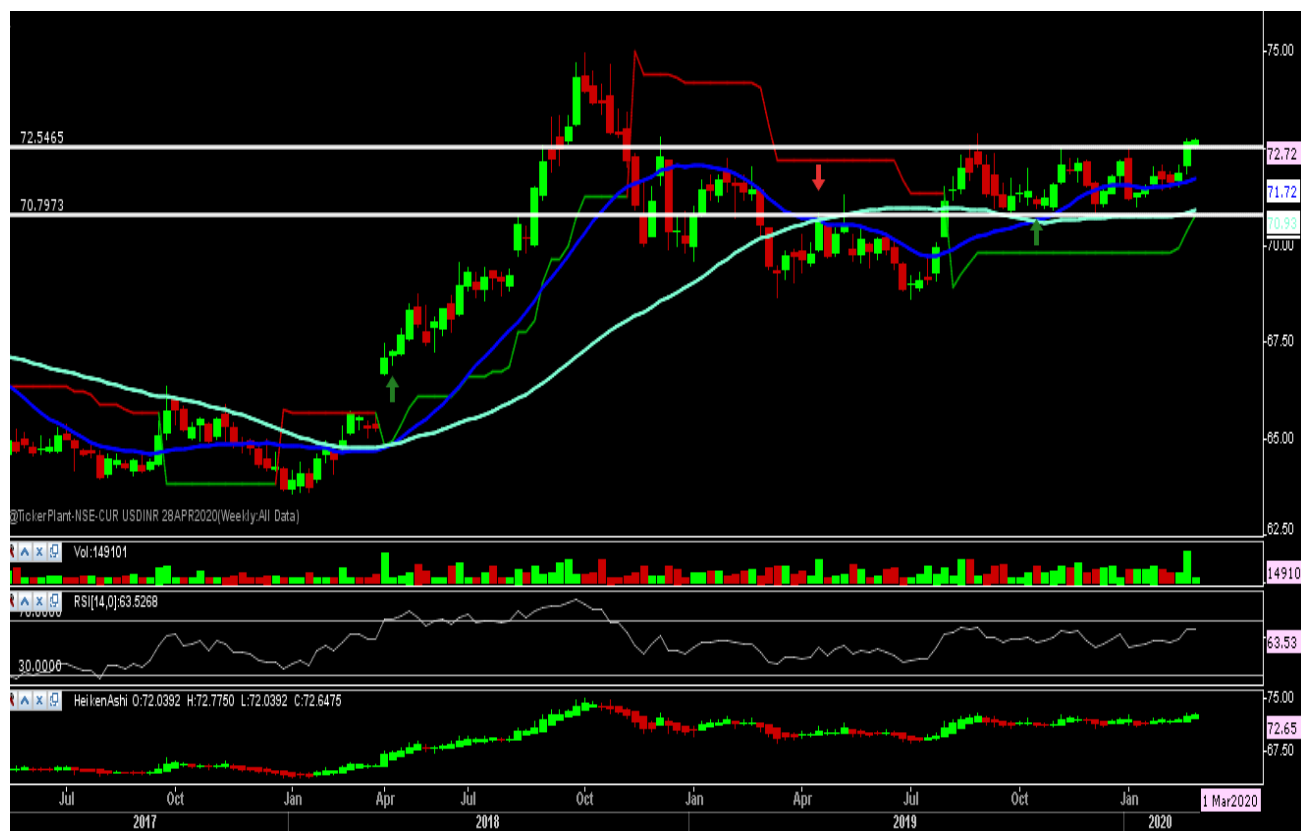 75.00
72.5465
72.72
71.72
70.7973
70.93
70.00
67.50
65.00
@TickerPlant-NSE-CUR USDINR 28APR2020(Weekly:All Data)
62.50
Vol:149101
14910
RSI[14,0]:63.5268
70.0000
63.53
30.0000
HeikenAshi O:72.0392 H:72.7750 L:72.0392 C:72.6475
75.00
72.65
67.50
Jul Oct Jan Apr Jul Oct Jan Apr Jul Oct Jan 1 Mar2020
2017 2018 2019 2020